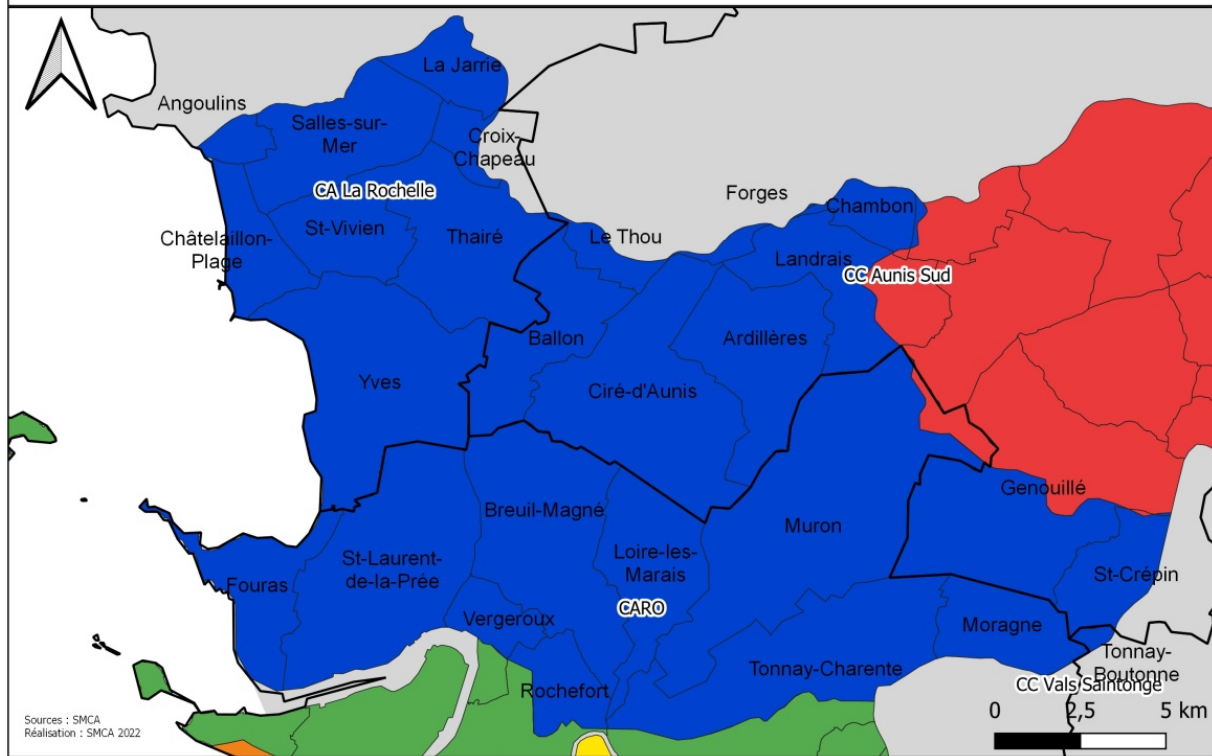 La Jarrie
Angoulins
Salles-sur-
Mer
Croix-
Chapeau
CA La Rochelle
Forges
Chambon
St-Vivien
Thairé
Le Thou
Châtelaillon-
Plage
Landrais
CC Aunis Sud
Ballon
Ardillères
Yves
Ciré-d'Aunis
Genouillé
Breuil-Magné
Muron
St-Laurent-
de-la-Prée
Loire-les-
Marais
Fouras
St-Crépin
CARO
Vergeroux
Moragne
Tonnay-Charente
Tonnay-
Boutonne
CC Vals Saintonge
Rochefort
0 2,5 5 km
Sources : SMCA
Réalisation : SMCA 2022